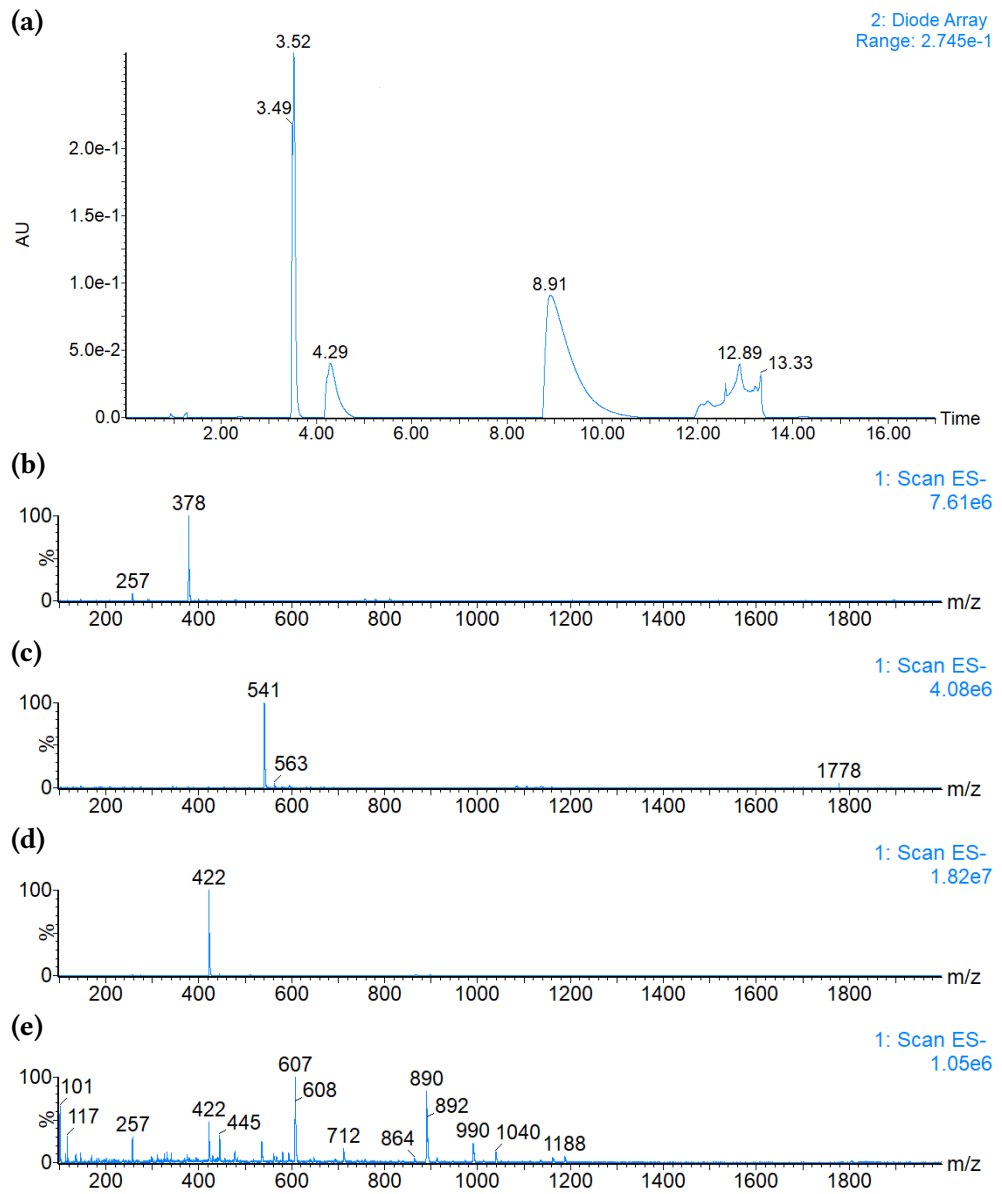 (a)
2: Diode Array
Range: 2.745e-1
3.52
3.49
2.0e-1
1.5e-1
AU
1.0e-1
8.91
5.0e-2
4.29
12.89
13.33
0.0
2.00 4.00 6.00 8.00 10.00 12.00 14.00 16.00 Time
(b)
1: Scan ES-
7.61e6
100
378
%
257
0
200 400 600 800 1000 1200 1400 1600 1800 m/z
(c)
1: Scan ES-
4.08e6
541
100
%
563
1778
0
200 400 600 800 1000 1200 1400 1600 1800 m/z
(d)
1: Scan ES-
1.82e7
422
100
%
0
200 400 600 800 1000 1200 1400 1600 1800 m/z
(e)
1: Scan ES-
1.05e6
607
100
101
608
890
%
117
892
257
422
445
712
864
990
1040
1188
0
200 400 600 800 1000 1200 1400 1600 1800 m/z